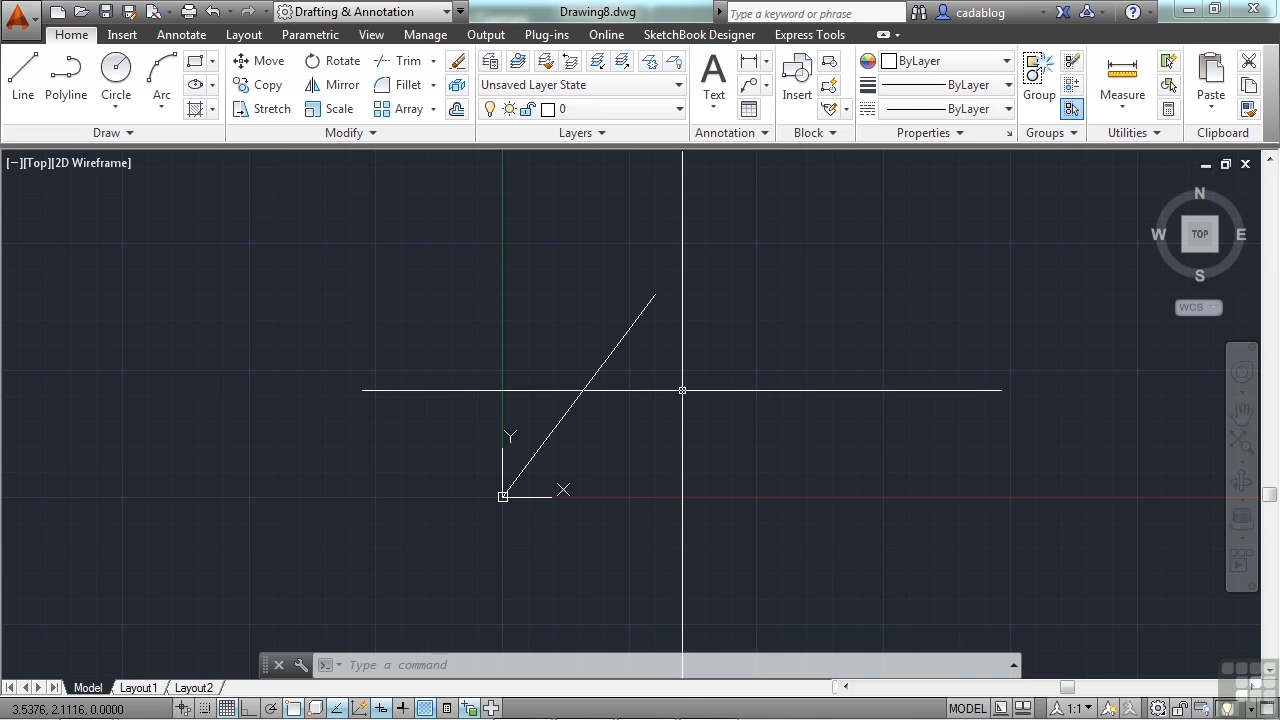 Drafting & Annotation
Drawing8.dwg
Type a keyword or phrase
cadablog
Home Insert Annotate Layout Parametric View Manage Output Plug-ins Online SketchBook Designer Express Tools
Line Polyline Circle Arc
Move Rotate Trim
Copy Mirror Fillet
Stretch Scale Array
Unsaved Layer State
0
Text
Insert
ByLayer
ByLayer
ByLayer
Group
Measure
Paste
Draw Modify Layers Annotation Block Properties Groups Utilities Clipboard
[−][Top][2D Wireframe]
N
W TOP E
S
WCS
Y
X
Type a command
Model Layout1 Layout2
3.5376, 2.1116, 0.0000
MODEL
1:1